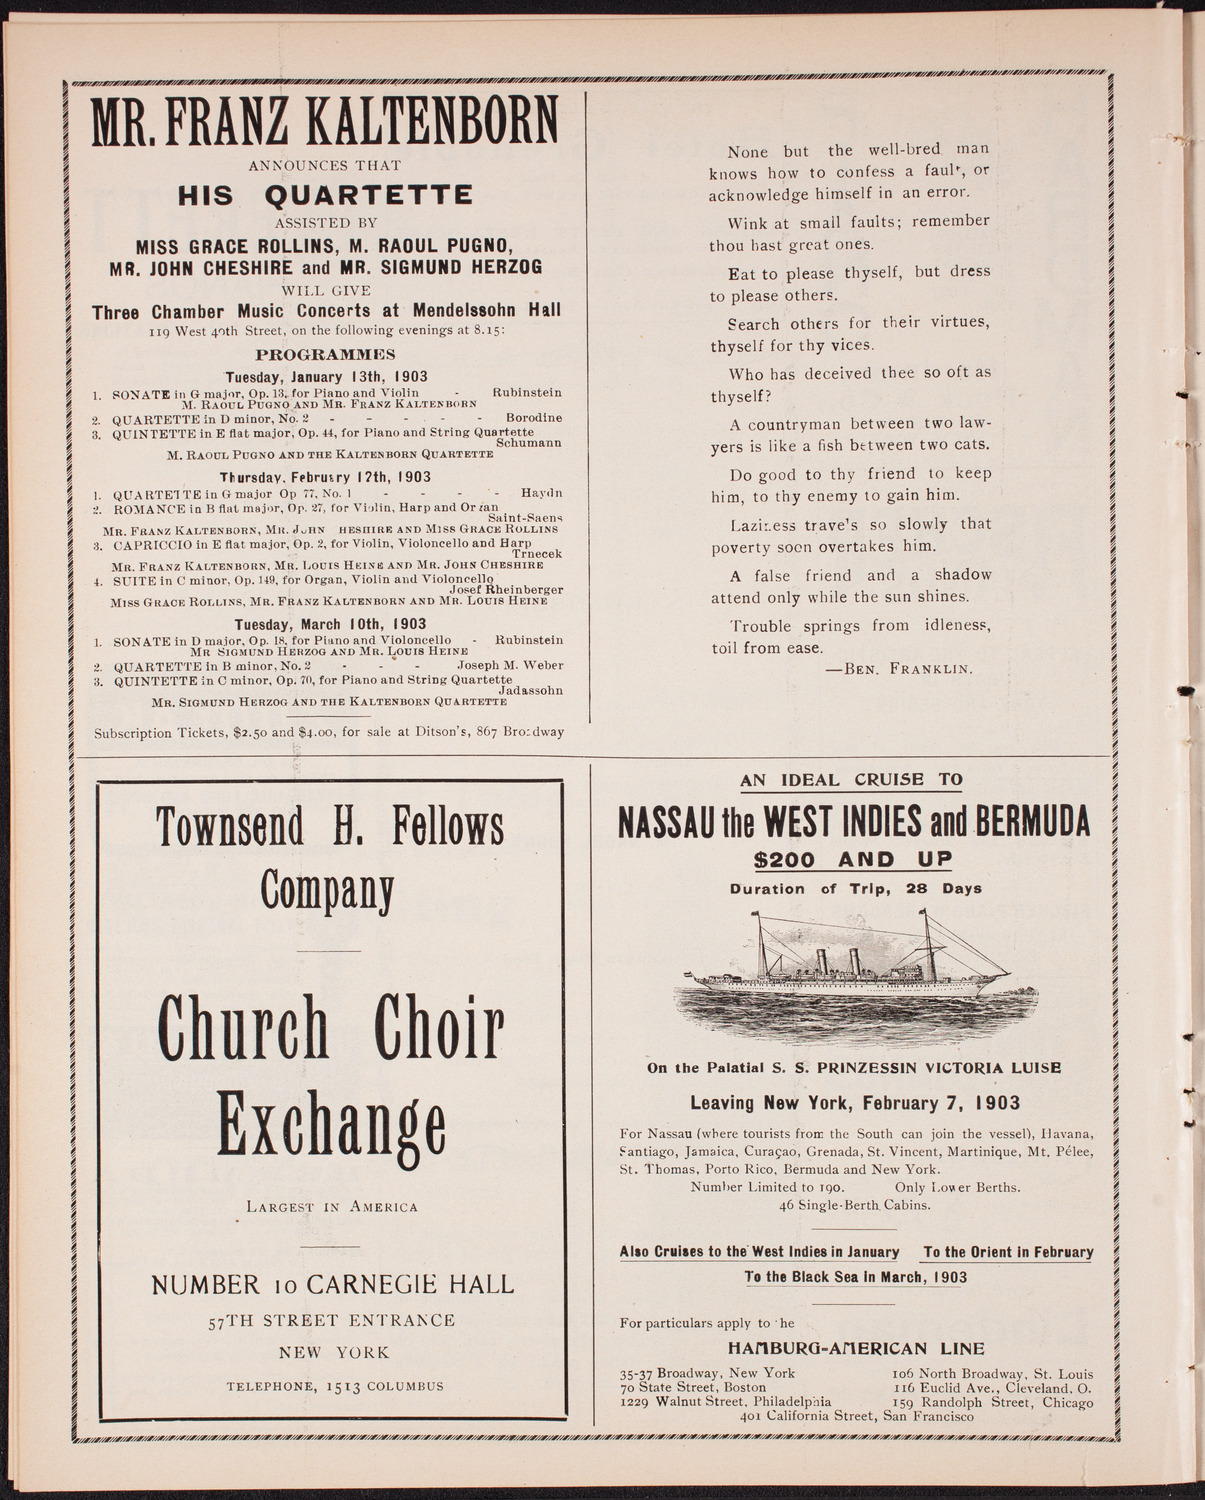 MR. FRANZ KALTENBORN
ANNOUNCES THAT
HIS QUARTETTE
ASSISTED BY
MISS GRACE ROLLINS, M. RAOUL PUGNO,
MR. JOHN CHESHIRE and MR. SIGMUND HERZOG
WILL GIVE
Three Chamber Music Concerts at Mendelssohn Hall
119 West 40th Street, on the following evenings at 8.15:
PROGRAMMES
Tuesday, January 13th, 1903
1. SONATE in G major, Op. 13, for Piano and Violin - Rubinstein
M. RAOUL PUGNO AND MR. FRANZ KALTENBORN
2. QUARTETTE in D minor, No. 2 - - - - - Borodine
3. QUINTETTE in E flat major, Op. 44, for Piano and String Quartette
Schumann
M. RAOUL PUGNO AND THE KALTENBORN QUARTETTE
Thursday, February 12th, 1903
1. QUARTETTE in G major Op 77, No. 1 - - - - Haydn
2. ROMANCE in B flat major, Op. 27, for Violin, Harp and Organ
Saint-Saens
MR. FRANZ KALTENBORN, MR. JOHN HESHIRE AND MISS GRACE ROLLINS
3. CAPRICCIO in E flat major, Op. 2, for Violin, Violoncello and Harp
Trnecek
MR. FRANZ KALTENBORN, MR. LOUIS HEINE AND MR. JOHN CHESHIRE
4. SUITE in C minor, Op. 149, for Organ, Violin and Violoncello
Josef Rheinberger
MISS GRACE ROLLINS, MR. FRANZ KALTENBORN AND MR. LOUIS HEINE
Tuesday, March 10th, 1903
1. SONATE in D major, Op. 18, for Piano and Violoncello - Rubinstein
MR SIGMUND HERZOG AND MR. LOUIS HEINE
2. QUARTETTE in B minor, No. 2 - - - Joseph M. Weber
3. QUINTETTE in C minor, Op. 70, for Piano and String Quartette
Jadassohn
MR. SIGMUND HERZOG AND THE KALTENBORN QUARTETTE
Subscription Tickets, $2.50 and $4.00, for sale at Ditson's, 867 Broadway
None but the well-bred man
knows how to confess a fault, or
acknowledge himself in an error.
Wink at small faults; remember
thou hast great ones.
Eat to please thyself, but dress
to please others.
Search others for their virtues,
thyself for thy vices.
Who has deceived thee so oft as
thyself?
A countryman between two law-
yers is like a fish between two cats.
Do good to thy friend to keep
him, to thy enemy to gain him.
Laziness trave's so slowly that
poverty soon overtakes him.
A false friend and a shadow
attend only while the sun shines.
Trouble springs from idleness,
toil from ease.
—BEN. FRANKLIN.
Townsend H. Fellows
Company
Church Choir
Exchange
LARGEST IN AMERICA
NUMBER 10 CARNEGIE HALL
57TH STREET ENTRANCE
NEW YORK
TELEPHONE, 1513 COLUMBUS
AN IDEAL CRUISE TO
NASSAU the WEST INDIES and BERMUDA
$200 AND UP
Duration of Trip, 28 Days
On the Palatial S. S. PRINZESSIN VICTORIA LUISE
Leaving New York, February 7, 1903
For Nassau (where tourists from the South can join the vessel), Havana,
Santiago, Jamaica, Curaçao, Grenada, St. Vincent, Martinique, Mt. Pélee,
St. Thomas, Porto Rico, Bermuda and New York.
Number Limited to 190. Only Lower Berths.
46 Single-Berth Cabins.
Also Cruises to the West Indies in January To the Orient in February
To the Black Sea in March, 1903
For particulars apply to he
HAMBURG-AMERICAN LINE
35-37 Broadway, New York 106 North Broadway, St. Louis
70 State Street, Boston 116 Euclid Ave., Cleveland, O.
1229 Walnut Street, Philadelphia 159 Randolph Street, Chicago
401 California Street, San Francisco